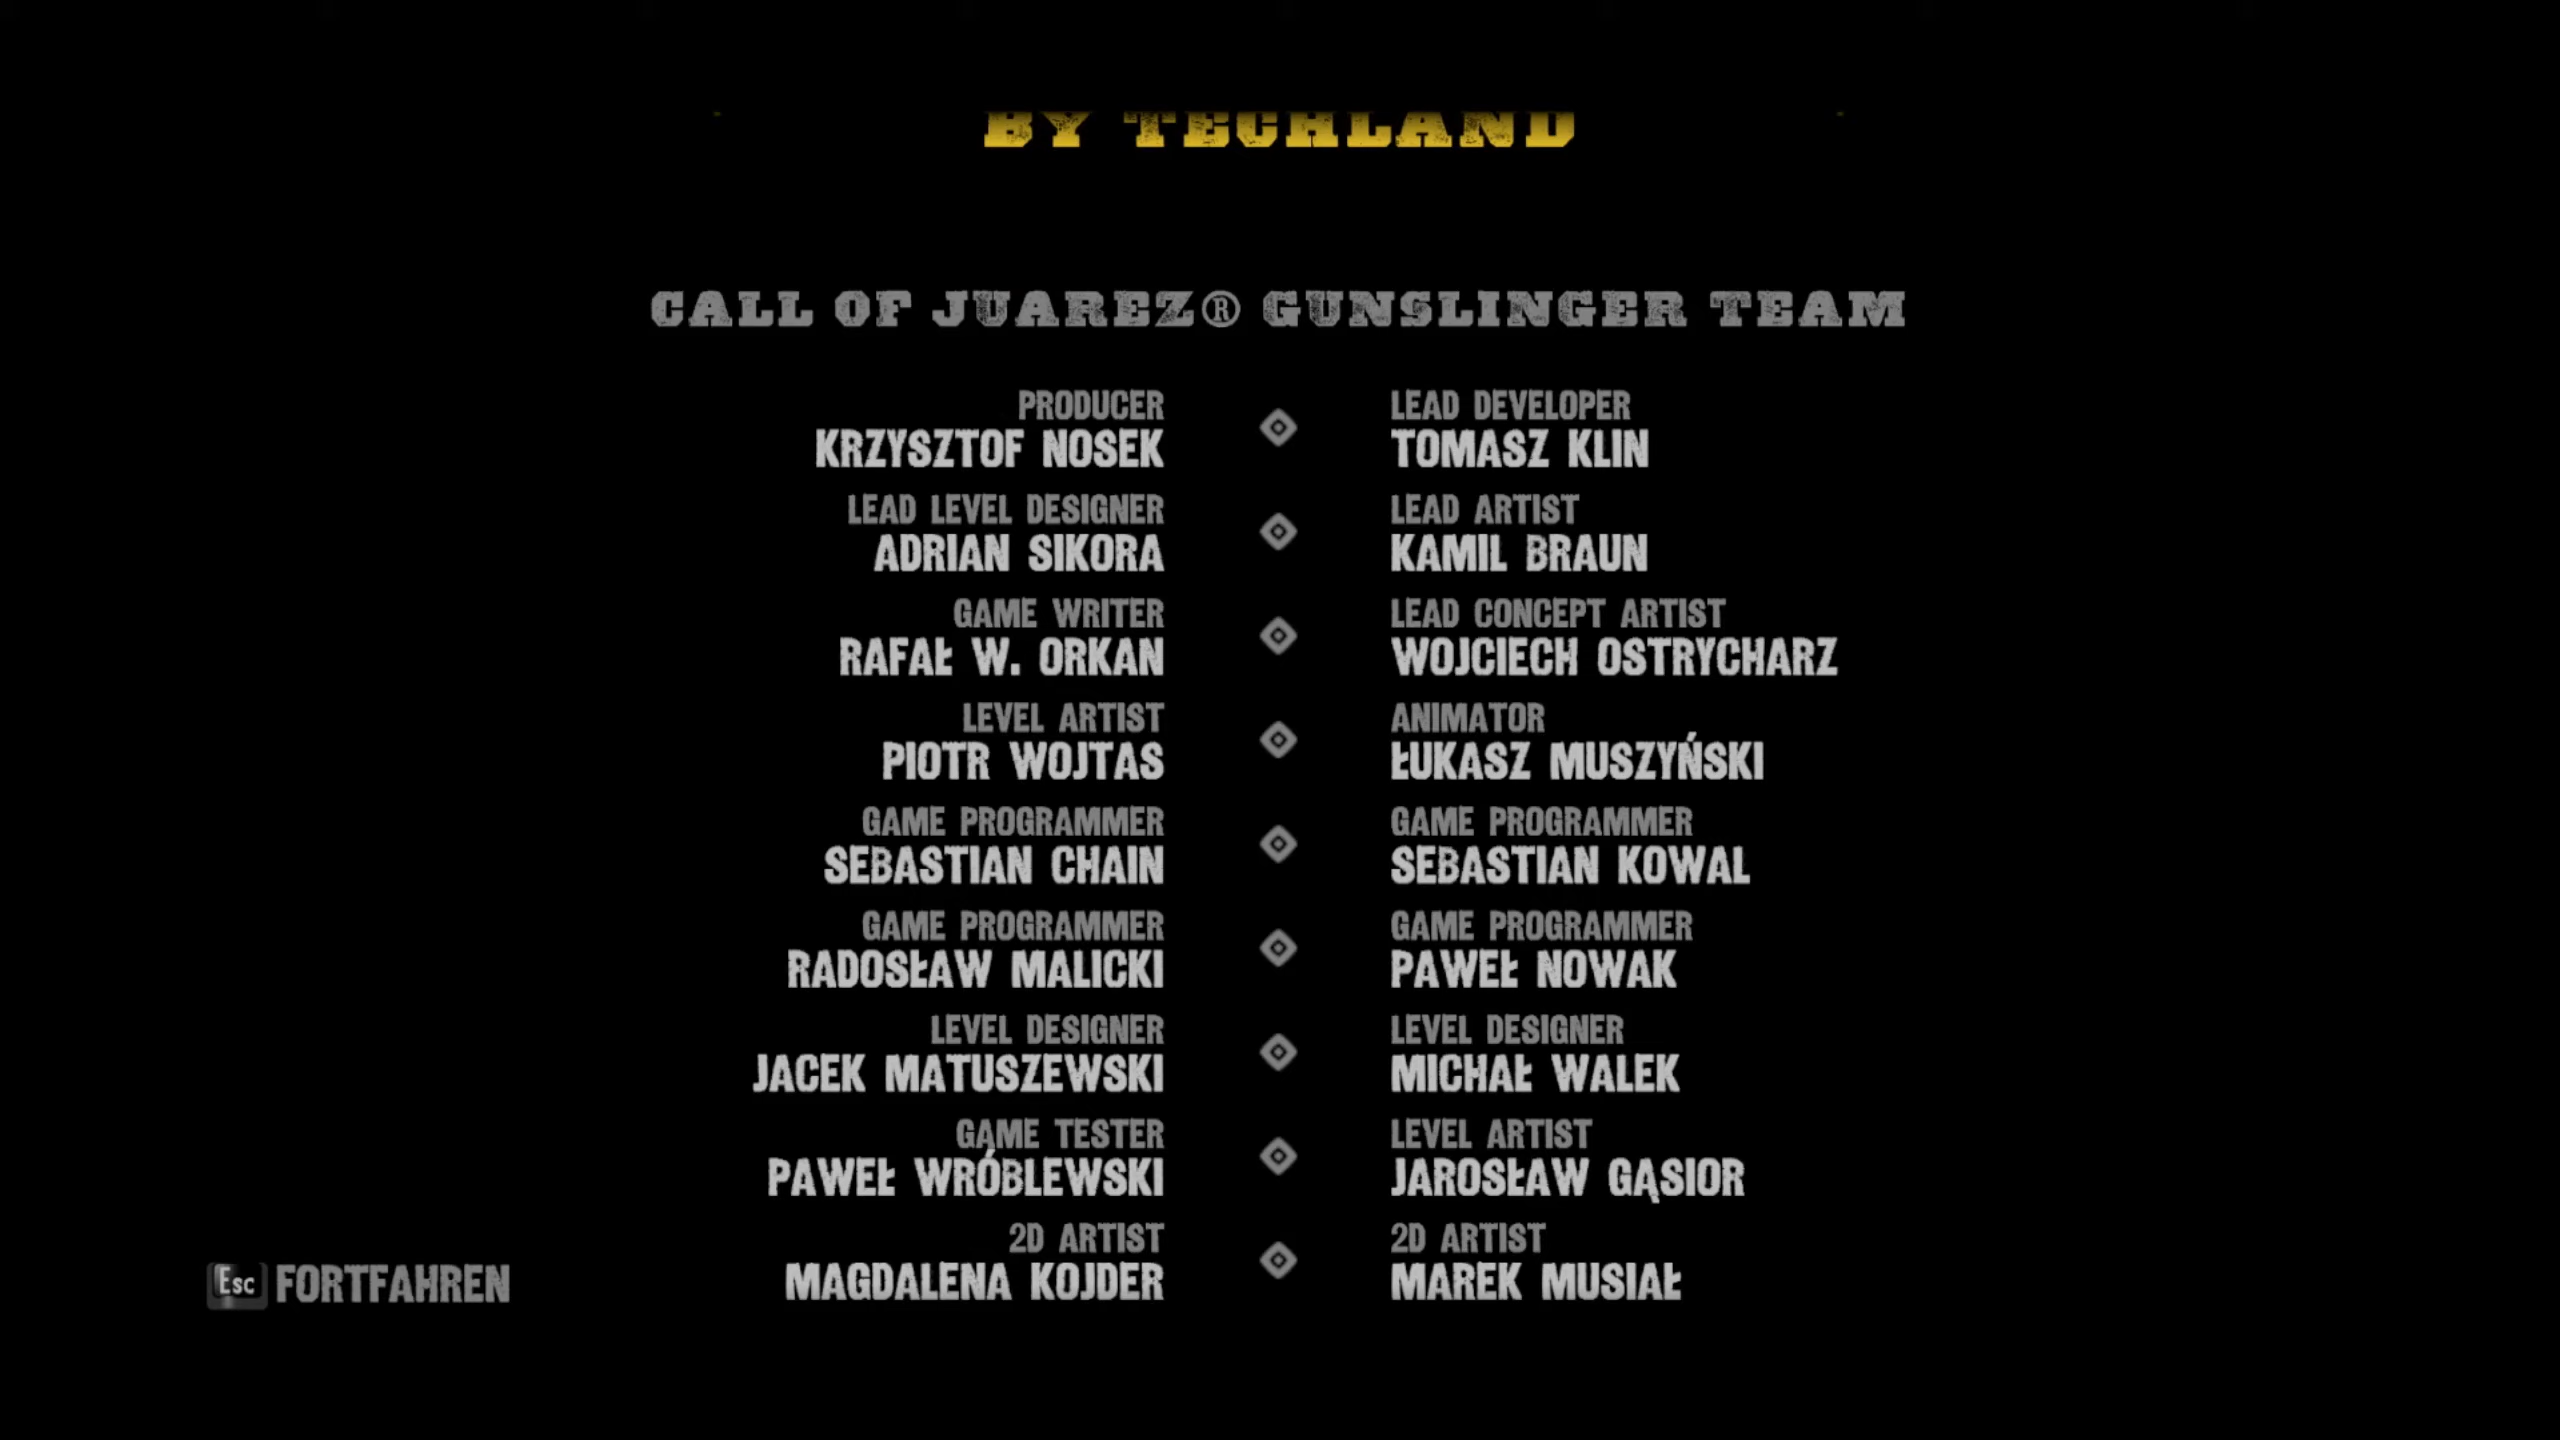 BY TECHLAND
CALL OF JUAREZ® GUNSLINGER TEAM
PRODUCER
KRZYSZTOF NOSEK
LEAD DEVELOPER
TOMASZ KLIN
LEAD LEVEL DESIGNER
ADRIAN SIKORA
LEAD ARTIST
KAMIL BRAUN
GAME WRITER
RAFAŁ W. ORKAN
LEAD CONCEPT ARTIST
WOJCIECH OSTRYCHARZ
LEVEL ARTIST
PIOTR WOJTAS
ANIMATOR
ŁUKASZ MUSZYŃSKI
GAME PROGRAMMER
SEBASTIAN CHAIN
GAME PROGRAMMER
SEBASTIAN KOWAL
GAME PROGRAMMER
RADOSŁAW MALICKI
GAME PROGRAMMER
PAWEŁ NOWAK
LEVEL DESIGNER
JACEK MATUSZEWSKI
LEVEL DESIGNER
MICHAŁ WALEK
GAME TESTER
PAWEŁ WRÓBLEWSKI
LEVEL ARTIST
JAROSŁAW GĄSIOR
2D ARTIST
MAGDALENA KOJDER
2D ARTIST
MAREK MUSIAŁ
Esc FORTFAHREN